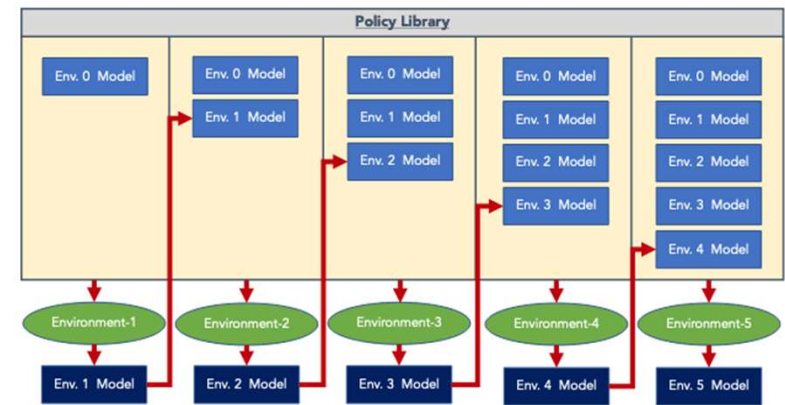 Policy Library
Env. 0 Model
Env. 0 Model
Env. 0 Model
Env. 0 Model
Env. 0 Model
Env. 1 Model
Env. 1 Model
Env. 1 Model
Env. 1 Model
Env. 2 Model
Env. 2 Model
Env. 2 Model
Env. 3 Model
Env. 3 Model
Env. 4 Model
Environment-1
Environment-2
Environment-3
Environment-4
Environment-5
Env. 1 Model
Env. 2 Model
Env. 3 Model
Env. 4 Model
Env. 5 Model